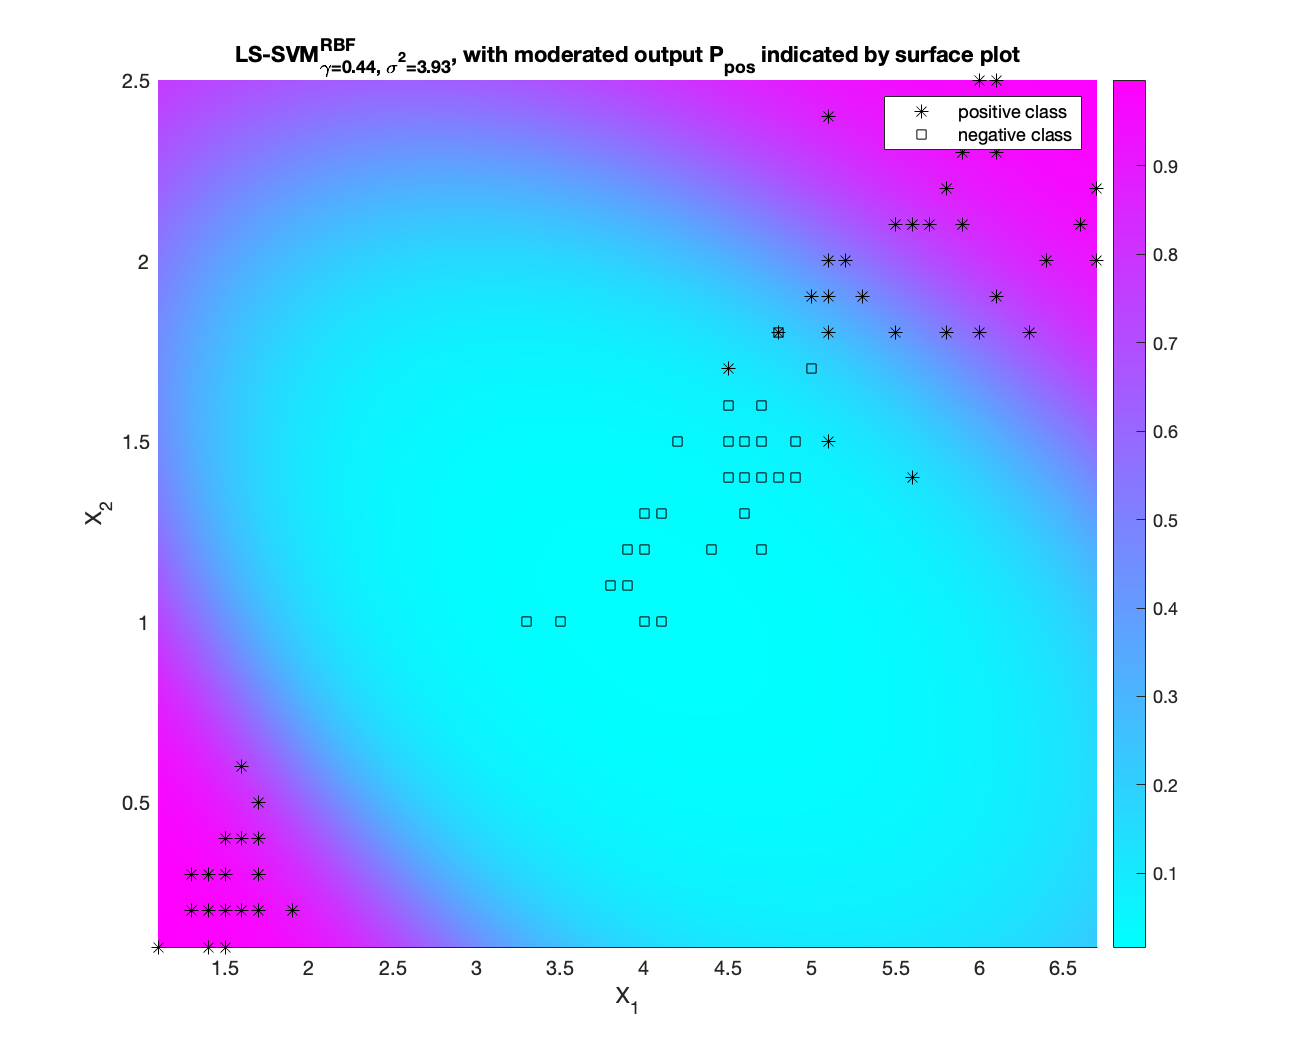 LS-SVM^RBF_γ=0.44, σ^2=3.93, with moderated output P_pos indicated by surface plot
positive class
negative class
2.5
2
1.5
1
0.5
X_2
1.5 2 2.5 3 3.5 4 4.5 5 5.5 6 6.5
X_1
0.9
0.8
0.7
0.6
0.5
0.4
0.3
0.2
0.1